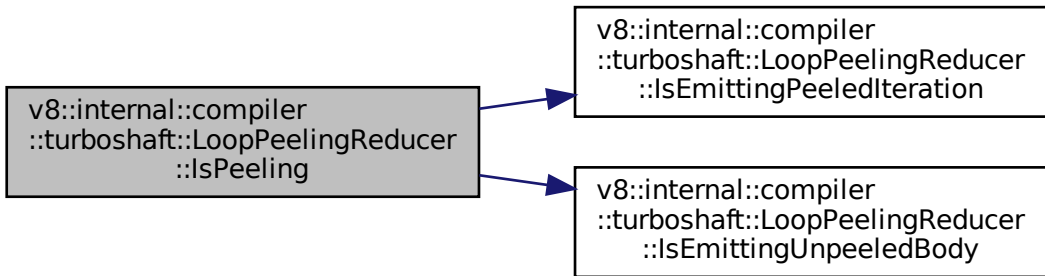 v8::internal::compiler
::turboshaft::LoopPeelingReducer
::IsPeeling
v8::internal::compiler
::turboshaft::LoopPeelingReducer
::IsEmittingPeeledIteration
v8::internal::compiler
::turboshaft::LoopPeelingReducer
::IsEmittingUnpeeledBody